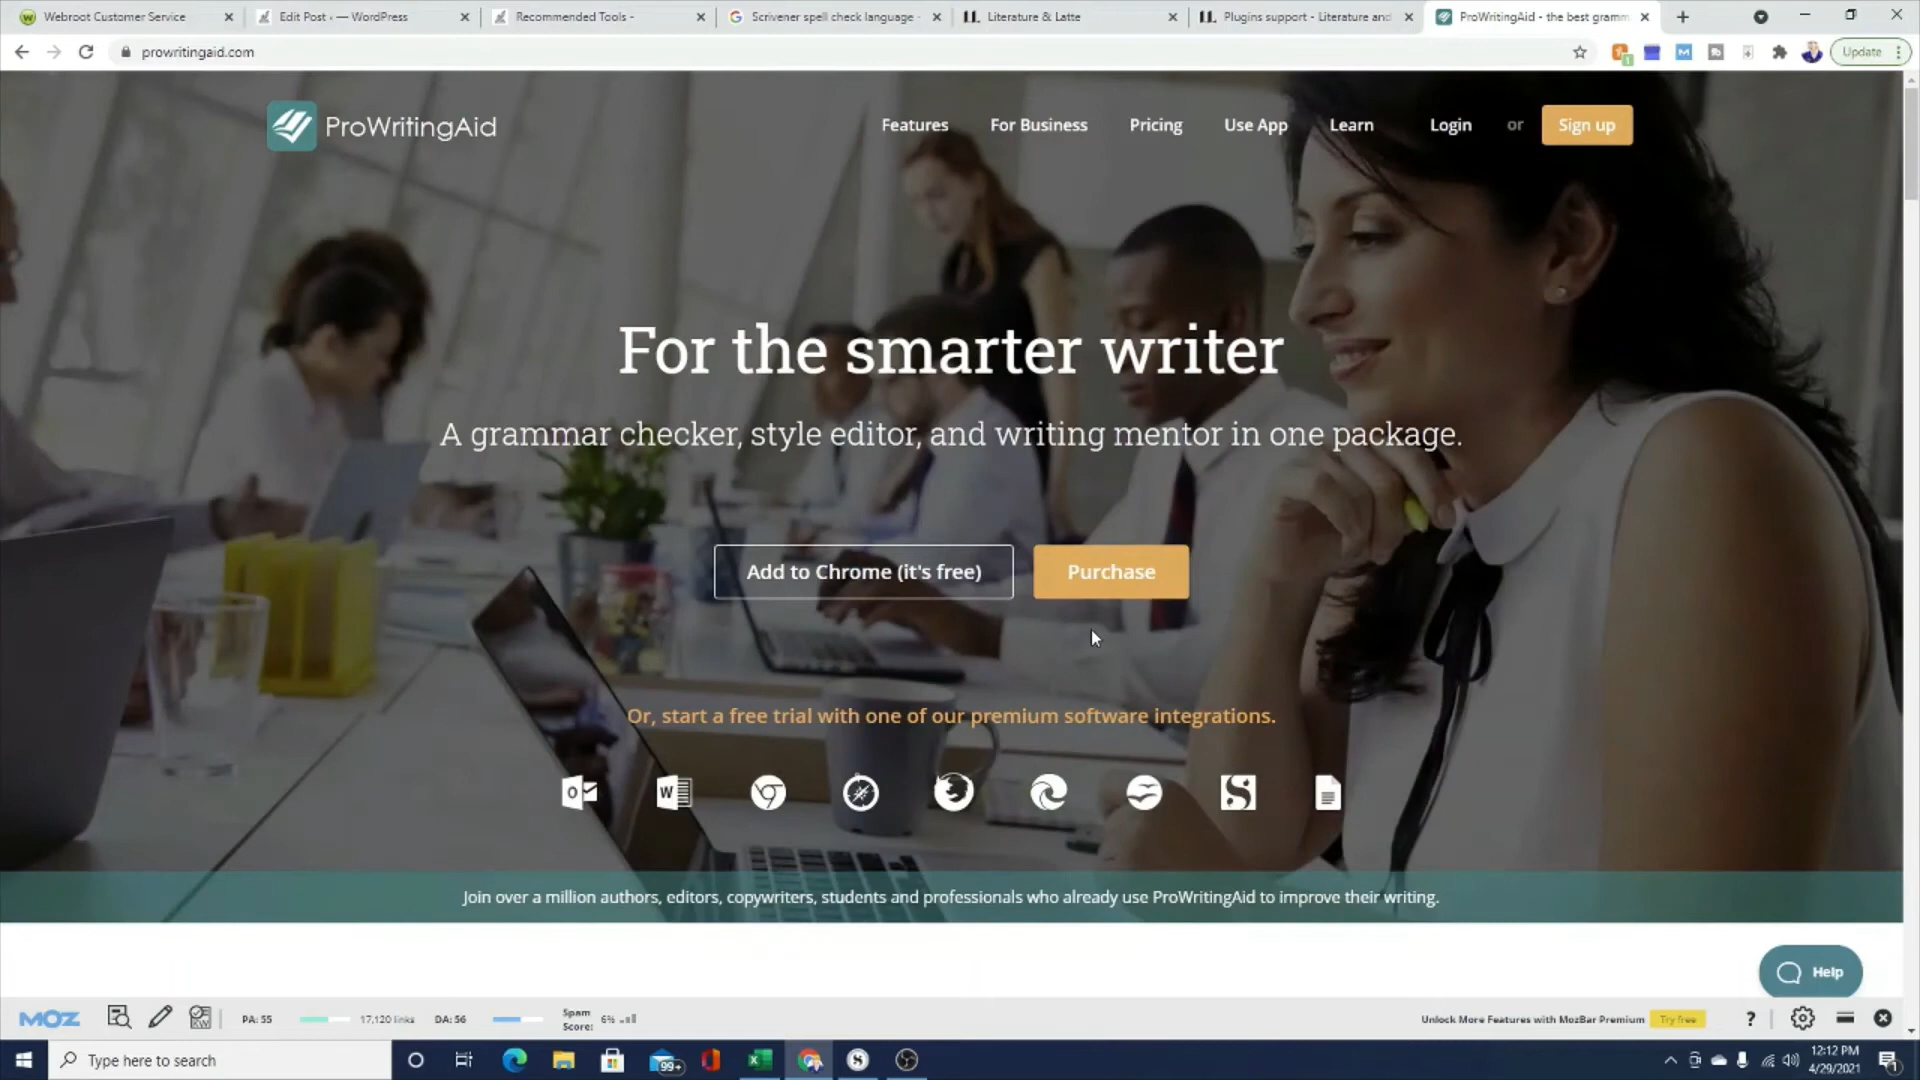 Webroot Customer Service
Edit Post ‹ — WordPress
Recommended Tools -
Scrivener spell check language -
Literature & Latte
Plugins support - Literature and
ProWritingAid - the best gramm
prowritingaid.com
Update
ProWritingAid
Features
For Business
Pricing
Use App
Learn
Login
or
Sign up
For the smarter writer
A grammar checker, style editor, and writing mentor in one package.
Add to Chrome (it's free)
Purchase
Or, start a free trial with one of our premium software integrations.
Join over a million authors, editors, copywriters, students and professionals who already use ProWritingAid to improve their writing.
Help
MOZ
PA: 55
17,120 links
DA: 56
Spam
Score: 6%
Unlock More Features with MozBar Premium
Try free
Type here to search
99+
12:12 PM
4/29/2021